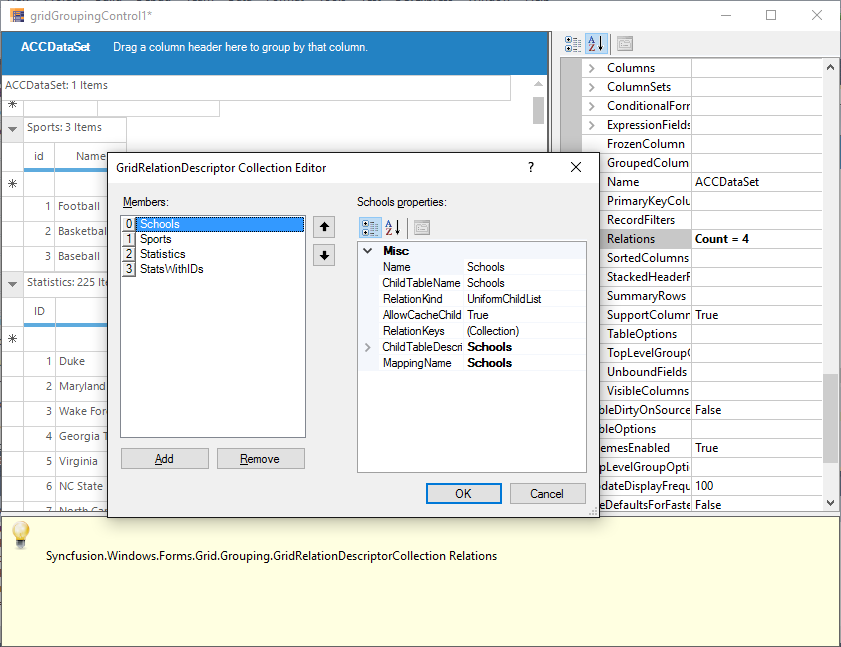 gridGroupingControl1*
ACCDataSet Drag a column header here to group by that column.
ACCDataSet: 1 Items
Sports: 3 Items
id Name
1 Football
2 Basketbal
3 Baseball
Statistics: 225 Ite
ID
1 Duke
2 Maryland
3 Wake For
4 Georgia T
5 Virginia
6 NC State
7 North Car
GridRelationDescriptor Collection Editor
?
Members:
0 Schools
1 Sports
2 Statistics
3 StatsWithIDs
Add Remove
Schools properties:
Misc
Name Schools
ChildTableName Schools
RelationKind UniformChildList
AllowCacheChild True
RelationKeys (Collection)
ChildTableDescri Schools
MappingName Schools
OK Cancel
Columns
ColumnSets
ConditionalForr
ExpressionFields
FrozenColumn
GroupedColum
Name ACCDataSet
PrimaryKeyColu
RecordFilters
Relations Count = 4
SortedColumns
StackedHeaderF
SummaryRows
SupportColumn True
TableOptions
TopLevelGroupC
UnboundFields
VisibleColumns
bleDirtyOnSource False
bleOptions
emesEnabled True
pLevelGroupOpti
odateDisplayFrequ 100
eDefaultsForFaste False
Syncfusion.Windows.Forms.Grid.Grouping.GridRelationDescriptorCollection Relations